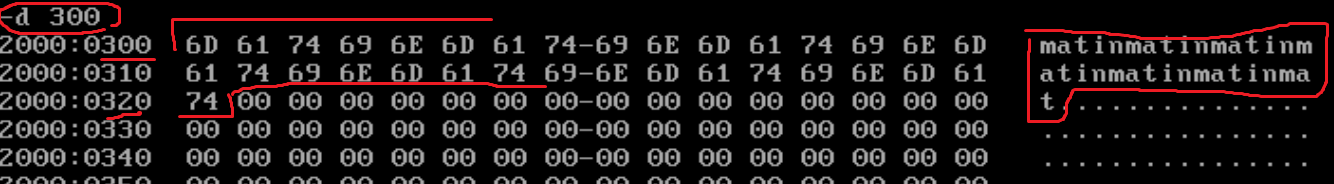 -d 300
2000:0300 6D 61 74 69 6E 6D 61 74-69 6E 6D 61 74 69 6E 6D matinmatinmatinm
2000:0310 61 74 69 6E 6D 61 74 69-6E 6D 61 74 69 6E 6D 61 atinmatinmatinma
2000:0320 74 00 00 00 00 00 00 00-00 00 00 00 00 00 00 00 t...............
2000:0330 00 00 00 00 00 00 00 00-00 00 00 00 00 00 00 00 ................
2000:0340 00 00 00 00 00 00 00 00-00 00 00 00 00 00 00 00 ................